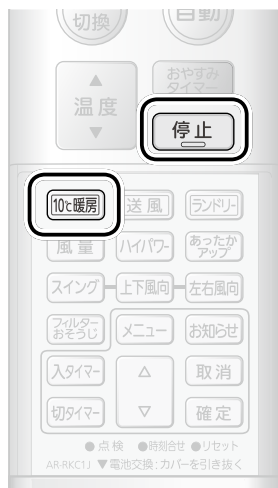 切換
自動
温度
おやすみ
タイマー
停止
10℃暖房
送風
ランドリー
風量
ハイパワー
あったか
アップ
スイング
上下風向
左右風向
フィルター
おそうじ
メニュー
お知らせ
入タイマー
取消
切タイマー
確定
●点検 ●時刻合せ ●リセット
AR-RKC1J ▼電池交換:カバーを引き抜く